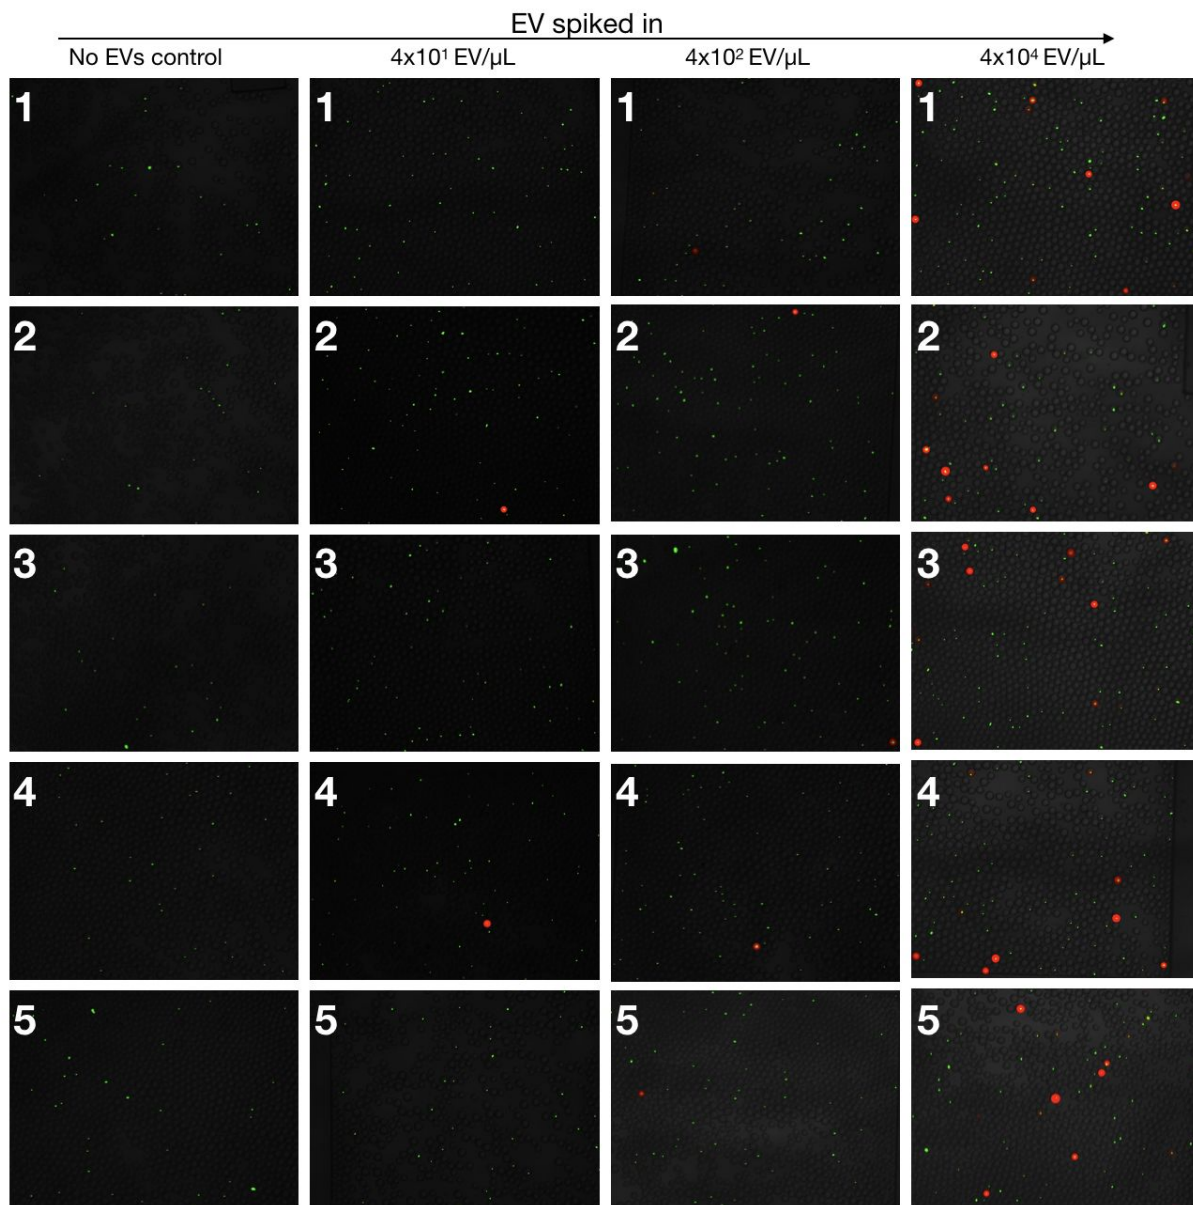 EV spiked in
No EVs control 4x10¹ EV/µL 4x10² EV/µL 4x10⁴ EV/µL
1 1 1 1
2 2 2 2
3 3 3 3
4 4 4 4
5 5 5 5